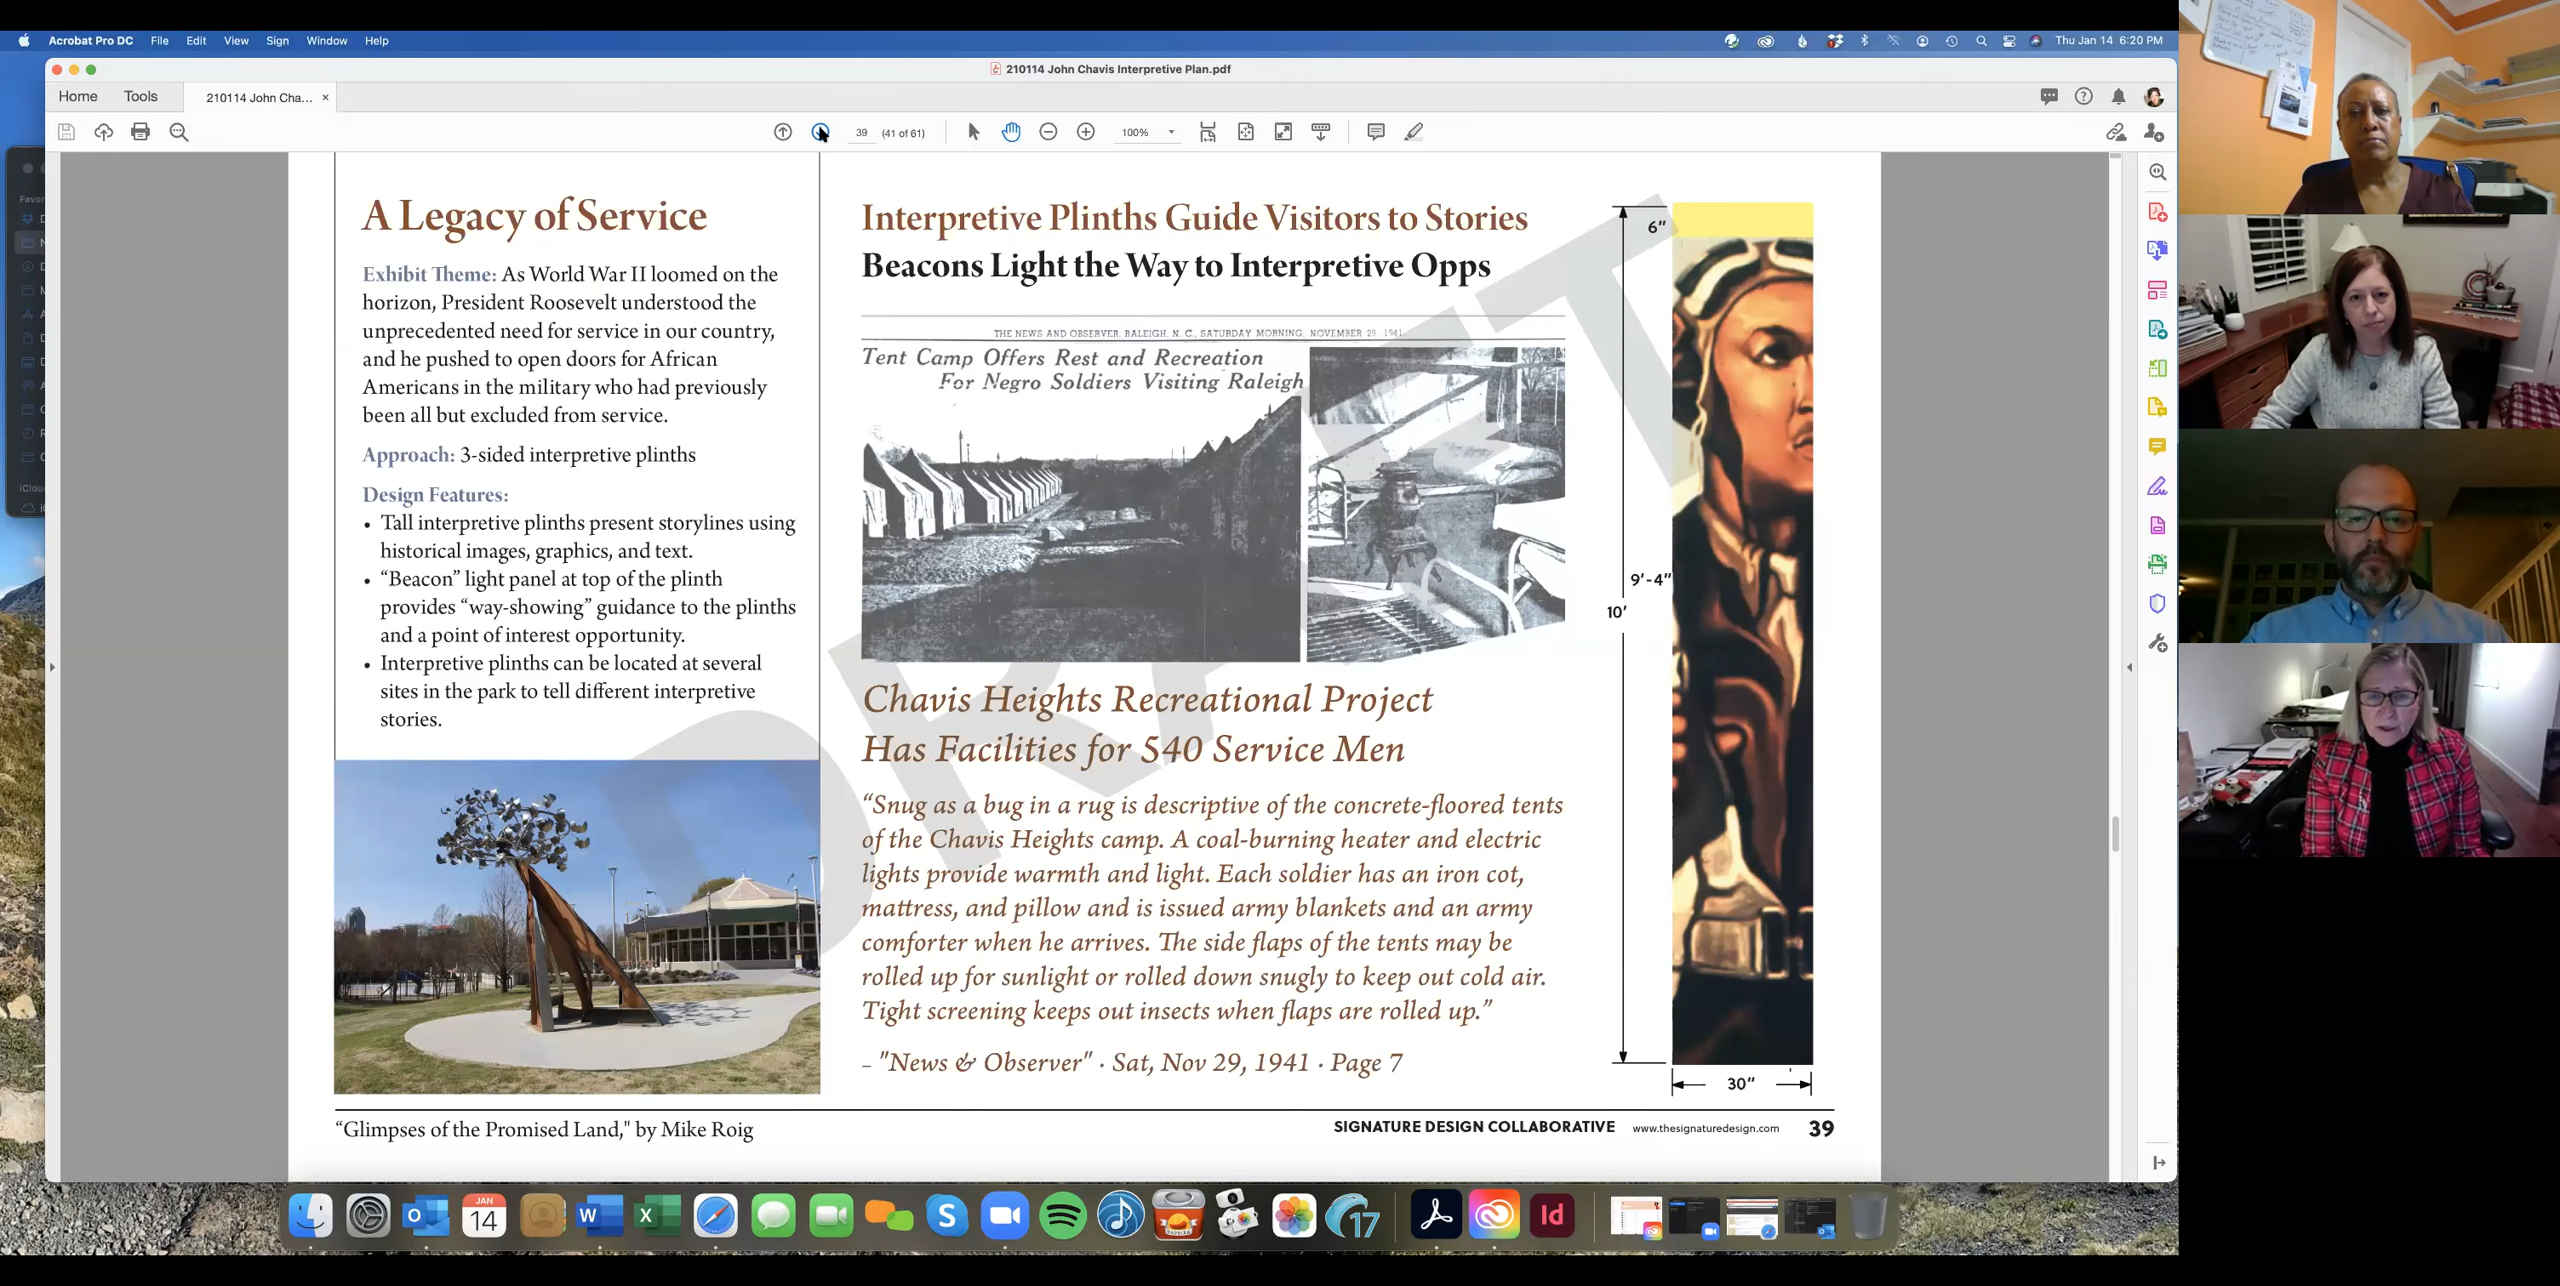 Acrobat Pro DC File Edit View Sign Window Help
Thu Jan 14 6:20 PM
210114 John Chavis Interpretive Plan.pdf
Home Tools 210114 John Cha... ×
39 (41 of 61) 100%
Favor
iClou
A Legacy of Service
Exhibit Theme: As World War II loomed on the
horizon, President Roosevelt understood the
unprecedented need for service in our country,
and he pushed to open doors for African
Americans in the military who had previously
been all but excluded from service.
Approach: 3-sided interpretive plinths
Design Features:
• Tall interpretive plinths present storylines using
historical images, graphics, and text.
• “Beacon” light panel at top of the plinth
provides “way-showing” guidance to the plinths
and a point of interest opportunity.
• Interpretive plinths can be located at several
sites in the park to tell different interpretive
stories.
“Glimpses of the Promised Land," by Mike Roig
Interpretive Plinths Guide Visitors to Stories
Beacons Light the Way to Interpretive Opps
THE NEWS AND OBSERVER, RALEIGH, N. C., SATURDAY MORNING, NOVEMBER 29, 1941
Tent Camp Offers Rest and Recreation
For Negro Soldiers Visiting Raleigh
Chavis Heights Recreational Project
Has Facilities for 540 Service Men
“Snug as a bug in a rug is descriptive of the concrete-floored tents
of the Chavis Heights camp. A coal-burning heater and electric
lights provide warmth and light. Each soldier has an iron cot,
mattress, and pillow and is issued army blankets and an army
comforter when he arrives. The side flaps of the tents may be
rolled up for sunlight or rolled down snugly to keep out cold air.
Tight screening keeps out insects when flaps are rolled up.”
– "News & Observer" · Sat, Nov 29, 1941 · Page 7
6”
9’-4”
10’
30”
DRAFT
SIGNATURE DESIGN COLLABORATIVE www.thesignaturedesign.com 39
JAN
14
17
Id